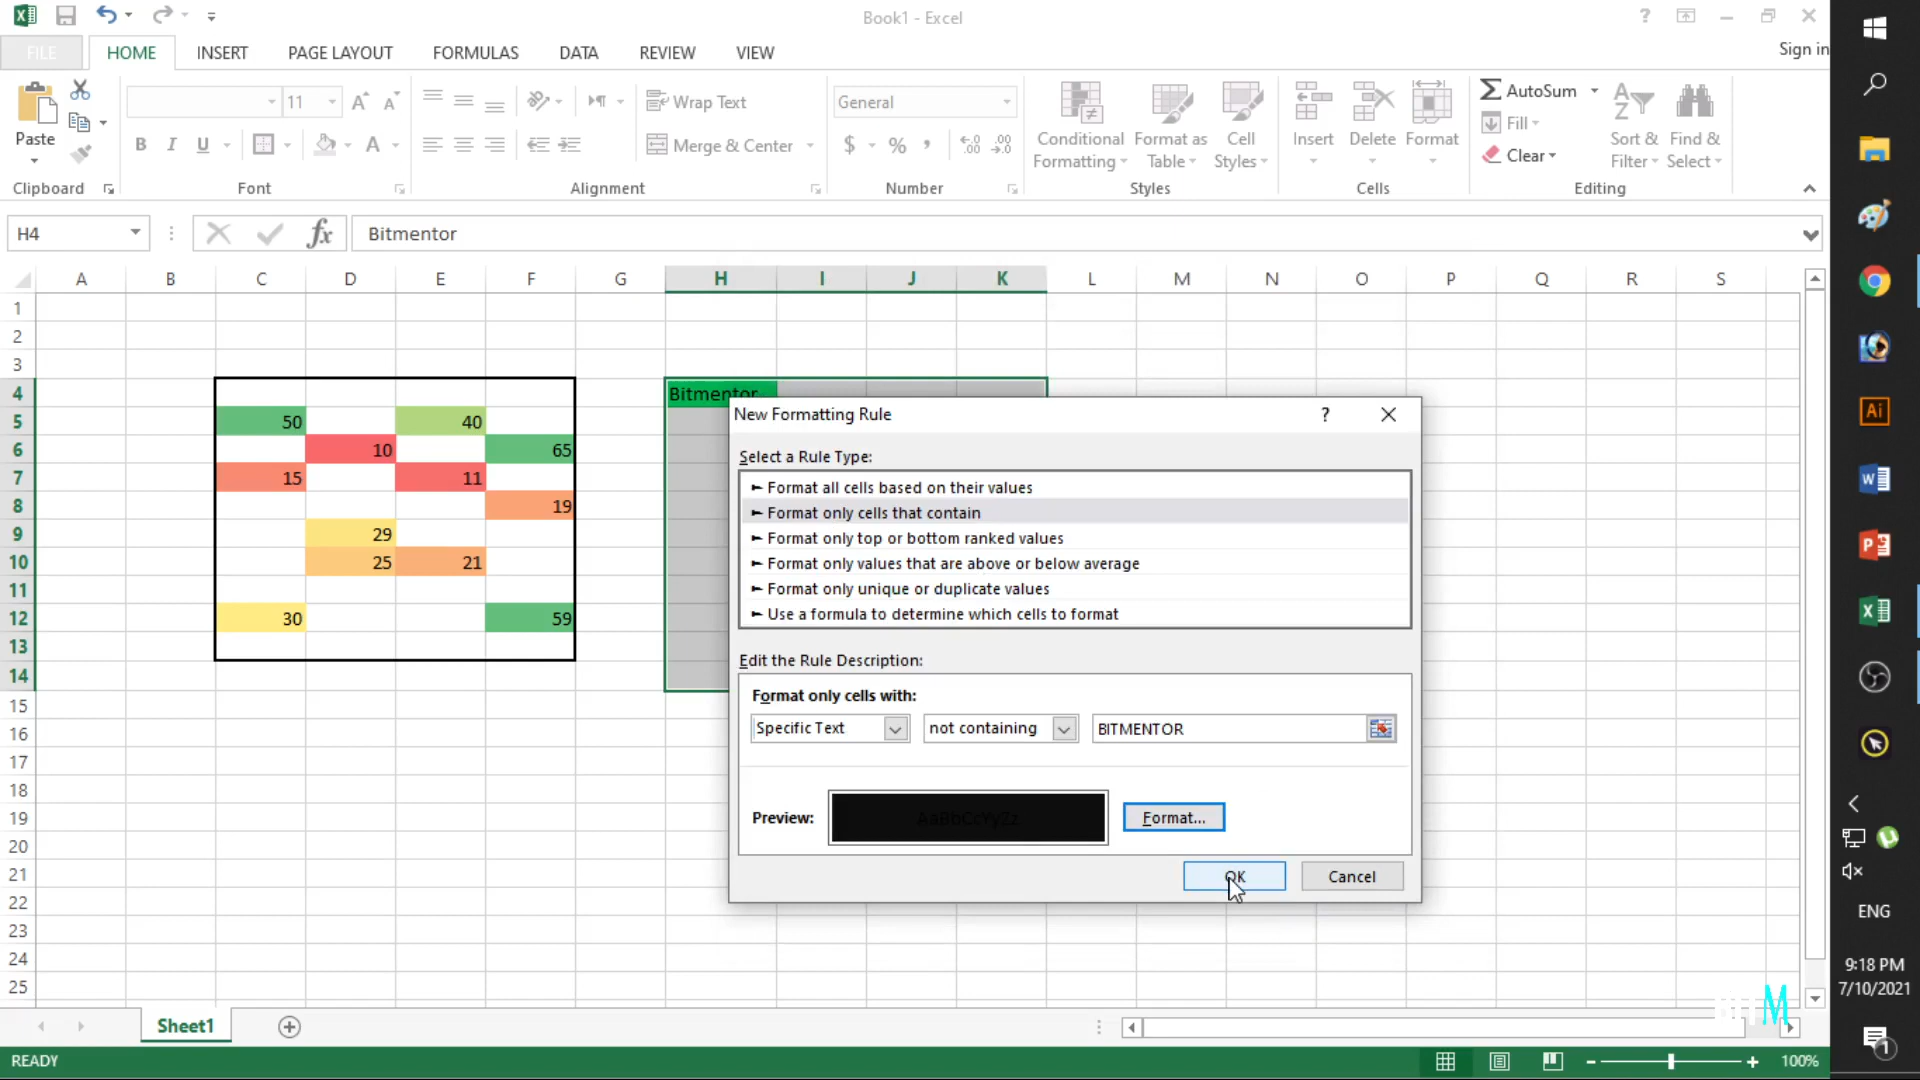 Book1 - Excel
?
FILE HOME INSERT PAGE LAYOUT FORMULAS DATA REVIEW VIEW Sign in
Paste
Clipboard
11
B I U
Font
Wrap Text
Merge & Center
Alignment
General
$ %
Number
Conditional Formatting
Format as Table
Cell Styles
Styles
Insert Delete Format
Cells
AutoSum
Fill
Clear
Sort & Filter
Find & Select
Editing
H4 fx Bitmentor
A B C D E F G H I J K L M N O P Q R S
1
2
3
4 Bitmentor
5 50 40
6 10 65
7 15 11
8 19
9 29
10 25 21
11
12 30 59
13
14
15
16
17
18
19
20
21
22
23
24
25
New Formatting Rule ?
Select a Rule Type:
► Format all cells based on their values
► Format only cells that contain
► Format only top or bottom ranked values
► Format only values that are above or below average
► Format only unique or duplicate values
► Use a formula to determine which cells to format
Edit the Rule Description:
Format only cells with:
Specific Text not containing BITMENTOR
Preview: AaBbCcYyZz Format...
OK Cancel
Sheet1
READY 100%
Ai
ENG
9:18 PM
7/10/2021
1